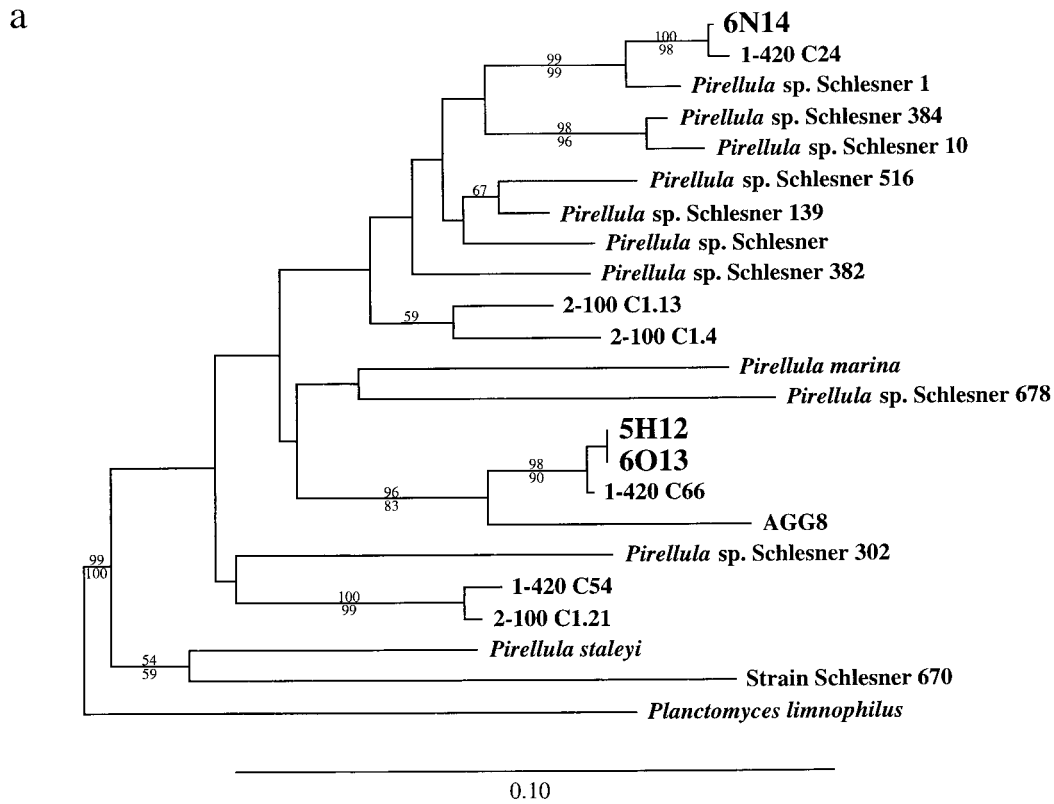 a
6N14
100
98
1-420 C24
99
99
Pirellula sp. Schlesner 1
Pirellula sp. Schlesner 384
98
96
Pirellula sp. Schlesner 10
Pirellula sp. Schlesner 516
67
Pirellula sp. Schlesner 139
Pirellula sp. Schlesner
Pirellula sp. Schlesner 382
2-100 C1.13
59
2-100 C1.4
Pirellula marina
Pirellula sp. Schlesner 678
5H12
6O13
98
90
1-420 C66
96
83
AGG8
Pirellula sp. Schlesner 302
99
100
1-420 C54
100
99
2-100 C1.21
Pirellula staleyi
54
59
Strain Schlesner 670
Planctomyces limnophilus
0.10